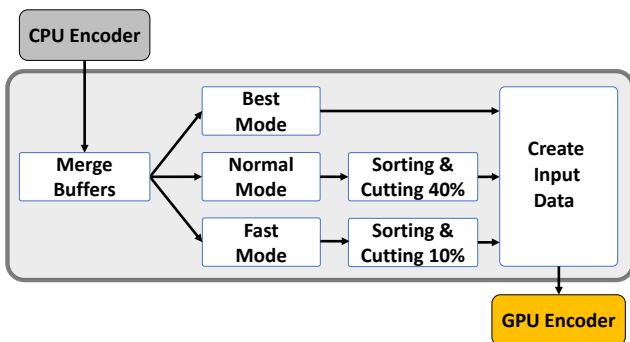 CPU Encoder
Best
Mode
Merge
Buffers
Normal
Mode
Sorting &
Cutting 40%
Create
Input
Data
Fast
Mode
Sorting &
Cutting 10%
GPU Encoder